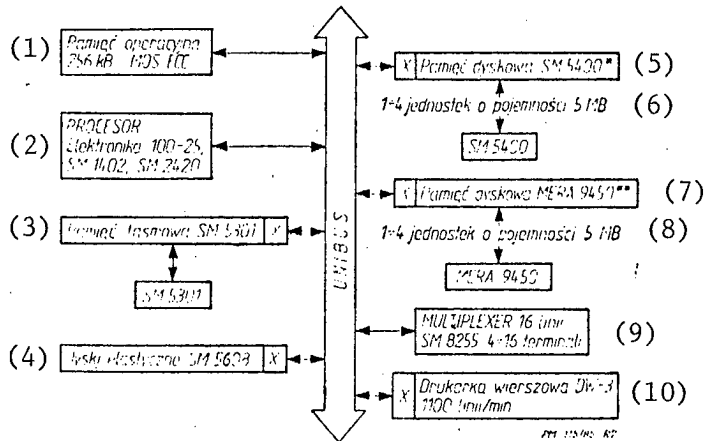 (1)
Pamięć operacyjna
256 kB MOS ECC
(2)
PROCESOR
Elektronika 100-25,
SM 1402, SM 2420
(3)
Pamięć taśmowa SM 5301 X
SM 5301
(4)
Dyski elastyczne SM 5608 X
UNIBUS
X Pamięć dyskowa SM 5400*
(5)
1÷4 jednostek o pojemności 5 MB
(6)
SM 5400
X Pamięć dyskowa MERA 9450**
(7)
1÷4 jednostek o pojemności 5 MB
(8)
MERA 9450
MULTIPLEXER 16 linii
SM 8255 4÷16 terminali
(9)
X Drukarka wierszowa DW-3
1100 linii/min
(10)